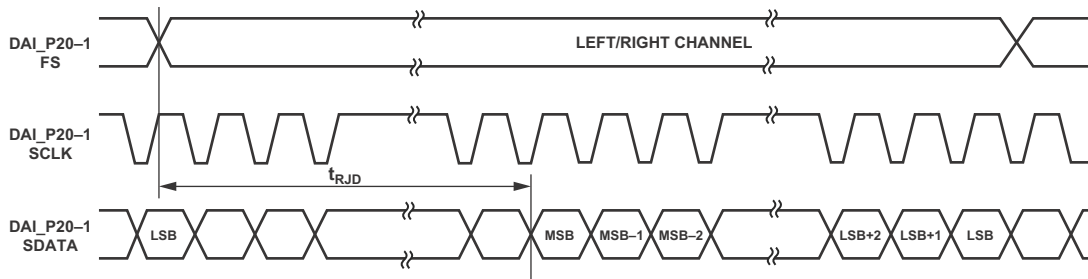 DAI_P20–1
FS
LEFT/RIGHT CHANNEL
DAI_P20–1
SCLK
tRJD
DAI_P20–1
SDATA
LSB
MSB
MSB–1
MSB–2
LSB+2
LSB+1
LSB